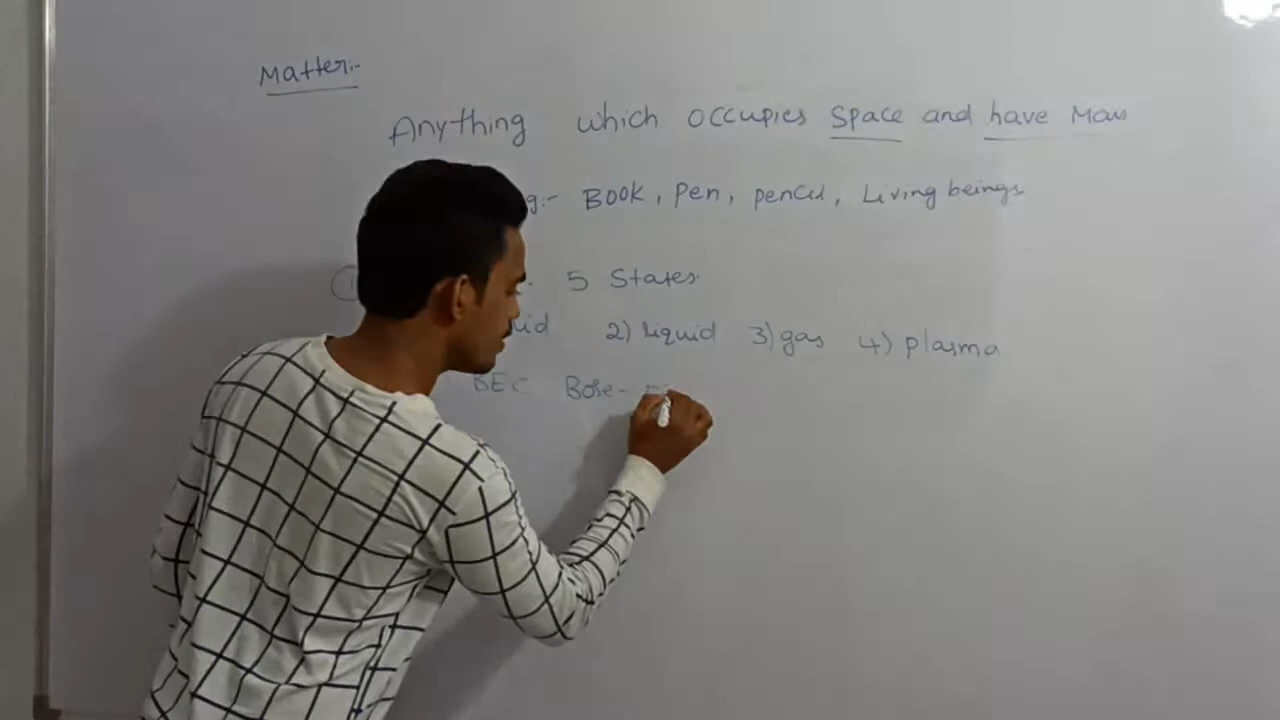 Matter:-
Anything which occupies Space and have Mass
g:- BOOK, Pen, pencil, Living beings
5 States.
uid 2) liquid 3) gas 4) plasma
BEC Bose-